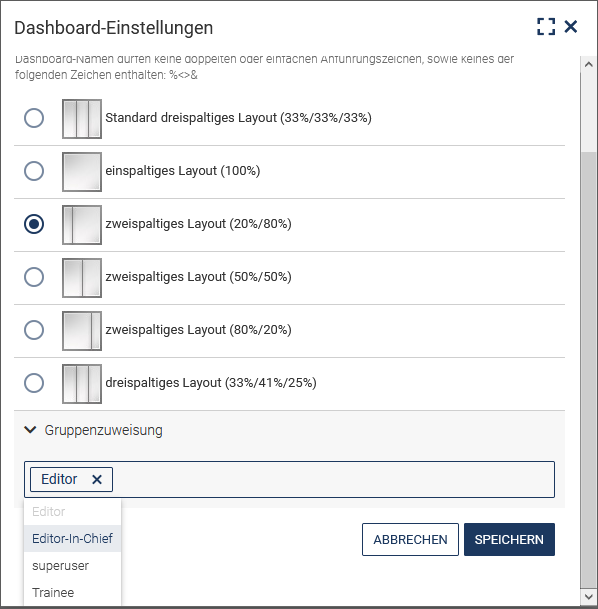 Dashboard-Einstellungen
Dashboard-Namen dürfen keine doppelten oder einfachen Anführungszeichen, sowie keines der
folgenden Zeichen enthalten: %<>&
Standard dreispaltiges Layout (33%/33%/33%)
einspaltiges Layout (100%)
zweispaltiges Layout (20%/80%)
zweispaltiges Layout (50%/50%)
zweispaltiges Layout (80%/20%)
dreispaltiges Layout (33%/41%/25%)
Gruppenzuweisung
Editor
Editor
Editor-In-Chief
superuser
Trainee
ABBRECHEN
SPEICHERN